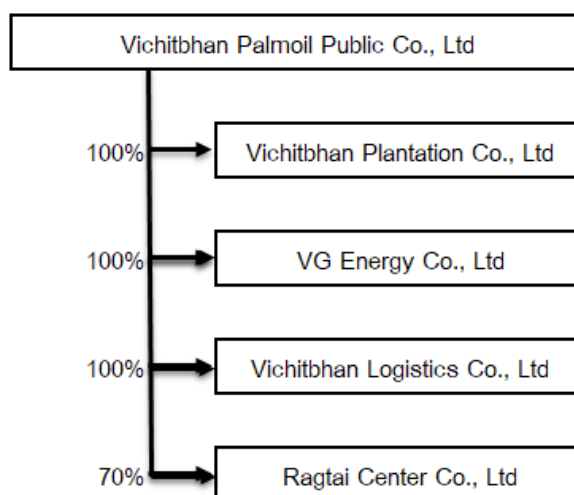 Vichitbhan Palmoil Public Co., Ltd
100% Vichitbhan Plantation Co., Ltd
100% VG Energy Co., Ltd
100% Vichitbhan Logistics Co., Ltd
70% Ragtai Center Co., Ltd